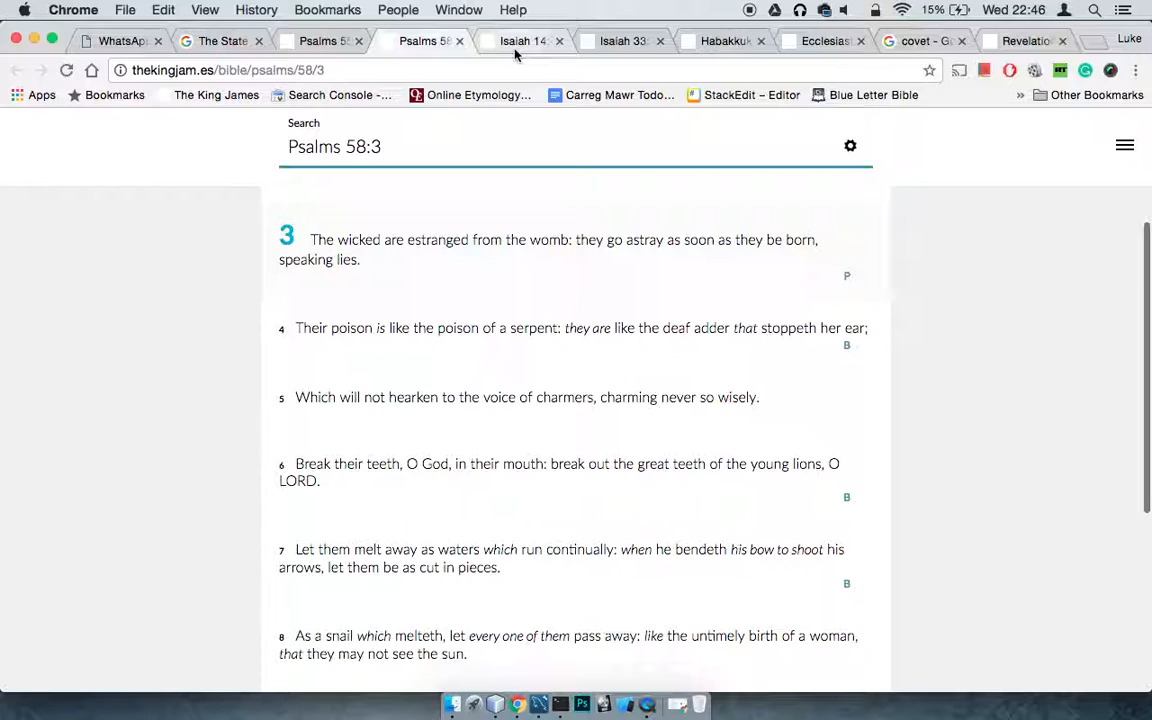 Chrome File Edit View History Bookmarks People Window Help 15% Wed 22:46
WhatsAp The State Psalms 55 Psalms 58 Isaiah 14: Isaiah 33: Habakkuk Ecclesiast covet - Go Revelatio Luke
thekingjam.es/bible/psalms/58/3
Apps Bookmarks The King James Search Console -... Online Etymology... Carreg Mawr Todo... StackEdit – Editor Blue Letter Bible » Other Bookmarks
Search
Psalms 58:3
3 The wicked are estranged from the womb: they go astray as soon as they be born,
speaking lies.
P
4 Their poison is like the poison of a serpent: they are like the deaf adder that stoppeth her ear;
B
5 Which will not hearken to the voice of charmers, charming never so wisely.
6 Break their teeth, O God, in their mouth: break out the great teeth of the young lions, O
LORD.
B
7 Let them melt away as waters which run continually: when he bendeth his bow to shoot his
arrows, let them be as cut in pieces.
B
8 As a snail which melteth, let every one of them pass away: like the untimely birth of a woman,
that they may not see the sun.
Ps